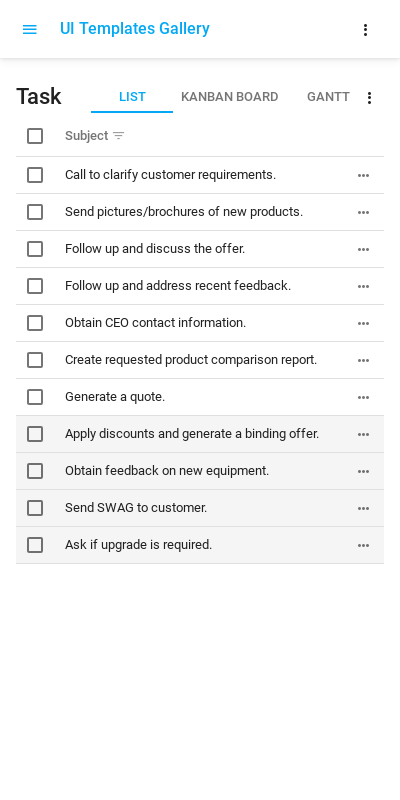 UI Templates Gallery
Task
LIST
KANBAN BOARD
GANTT
Subject
Call to clarify customer requirements.
Send pictures/brochures of new products.
Follow up and discuss the offer.
Follow up and address recent feedback.
Obtain CEO contact information.
Create requested product comparison report.
Generate a quote.
Apply discounts and generate a binding offer.
Obtain feedback on new equipment.
Send SWAG to customer.
Ask if upgrade is required.